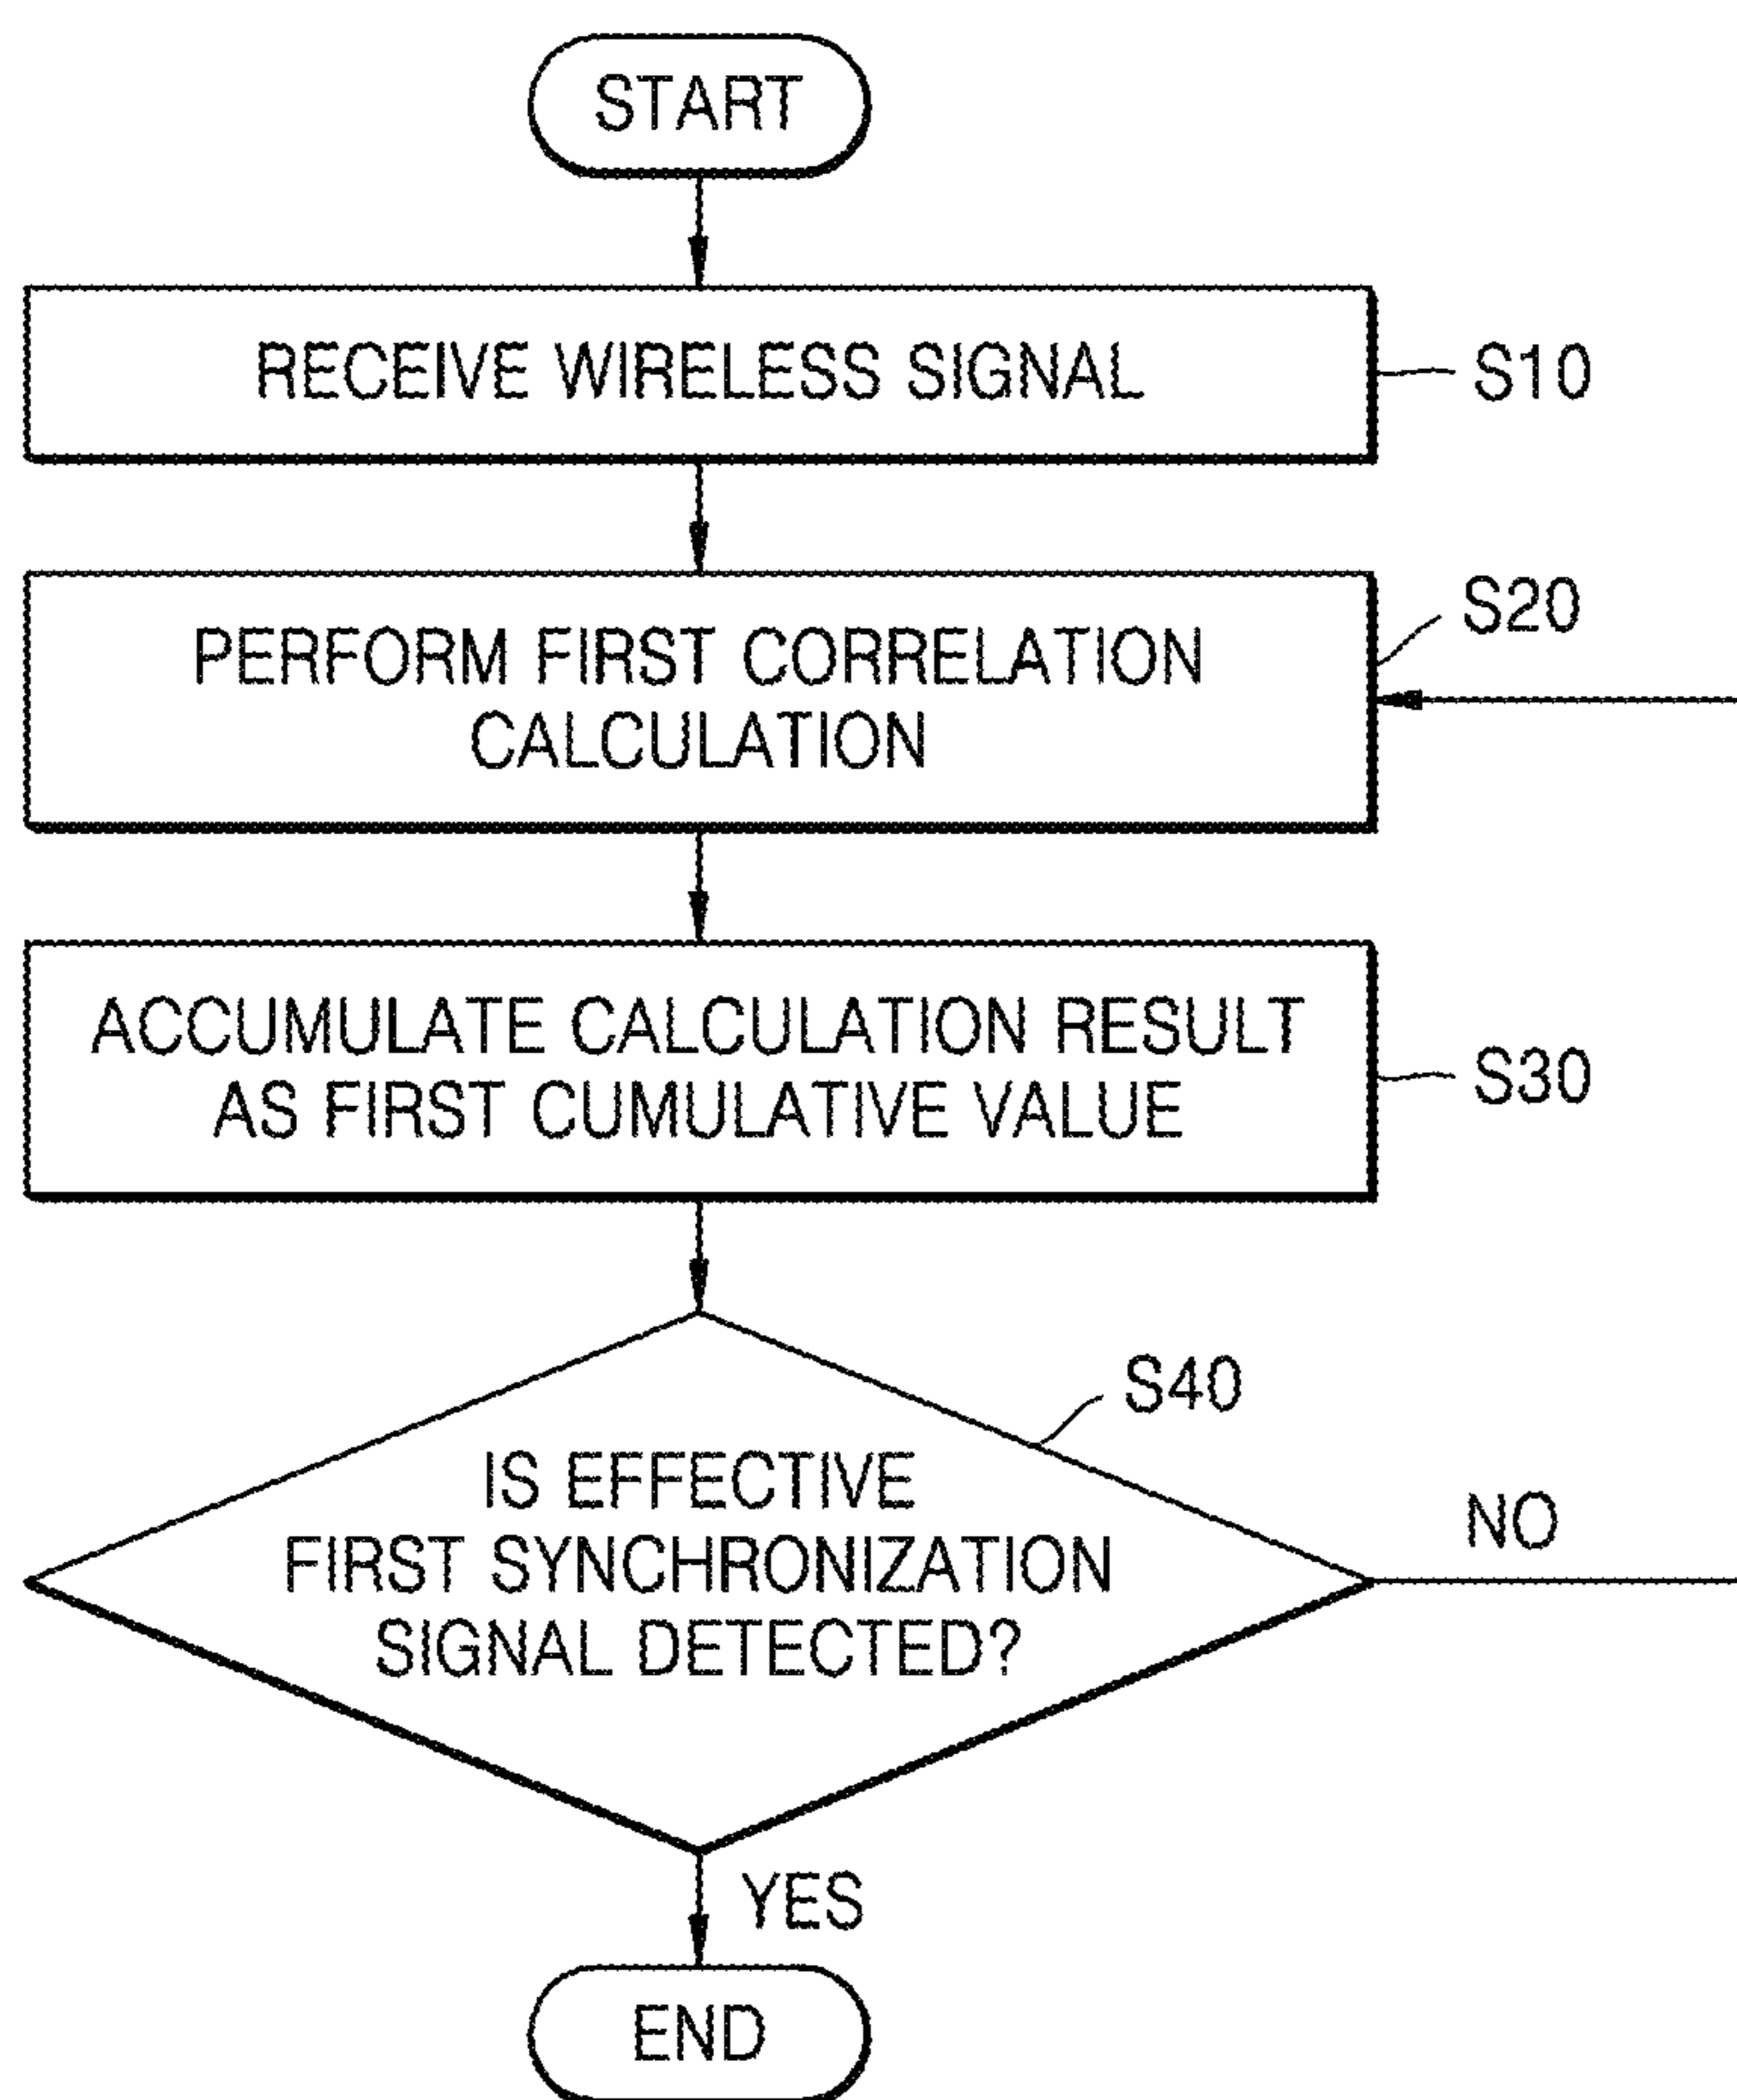 START
RECEIVE WIRELESS SIGNAL
S10
PERFORM FIRST CORRELATION
CALCULATION
S20
ACCUMULATE CALCULATION RESULT
AS FIRST CUMULATIVE VALUE
S30
S40
IS EFFECTIVE
FIRST SYNCHRONIZATION
SIGNAL DETECTED?
NO
YES
END